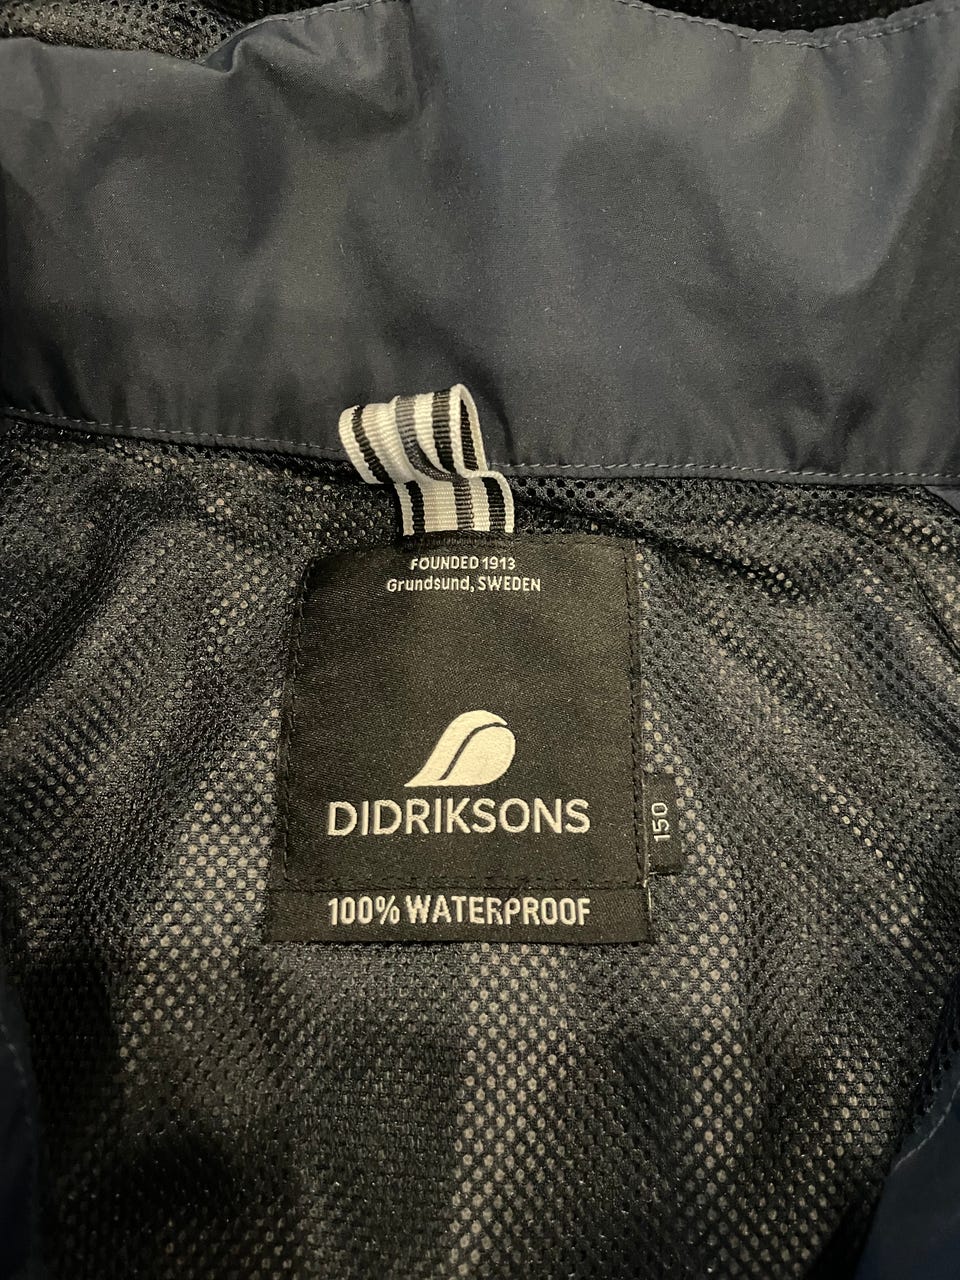 FOUNDED 1913
Grundsund, SWEDEN
DIDRIKSONS
150
100% WATERPROOF